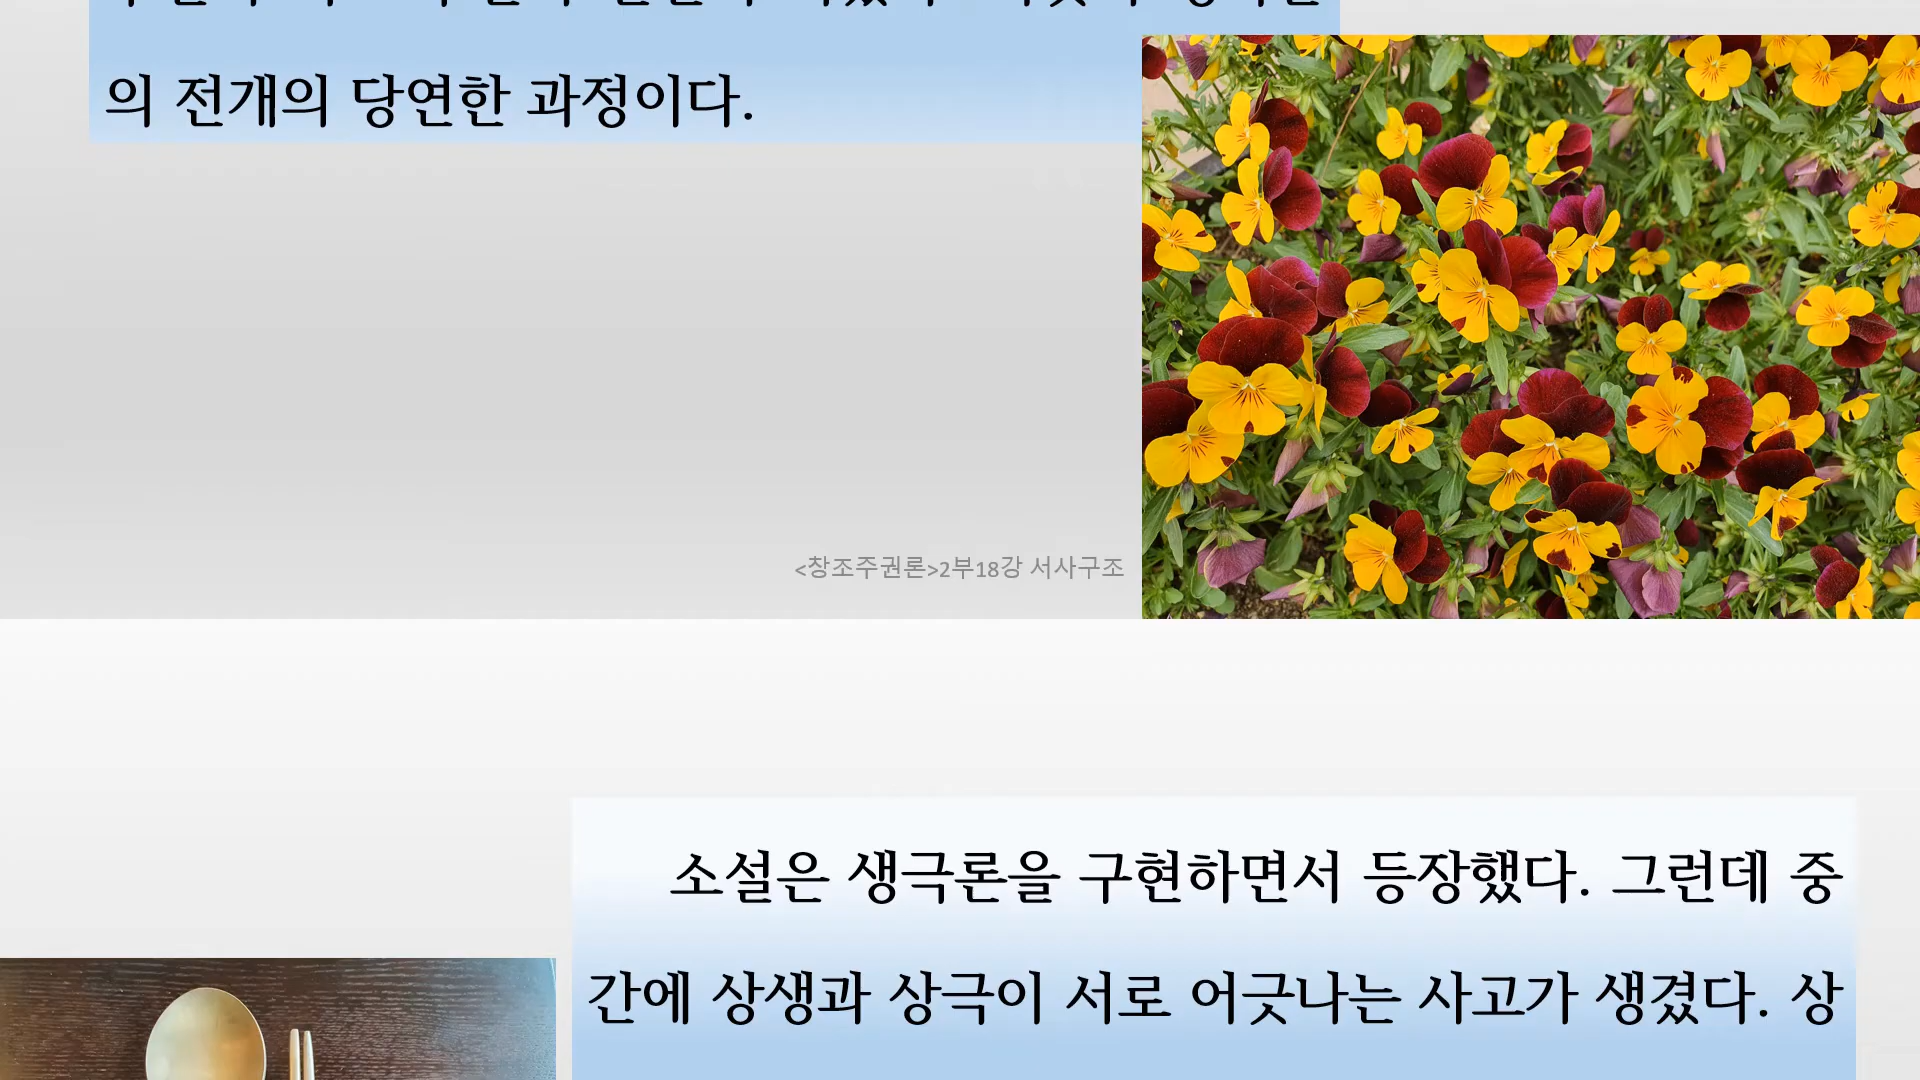 의 전개의 당연한 과정이다.
<창조주권론>2부18강 서사구조
소설은 생극론을 구현하면서 등장했다. 그런데 중
간에 상생과 상극이 서로 어긋나는 사고가 생겼다. 상